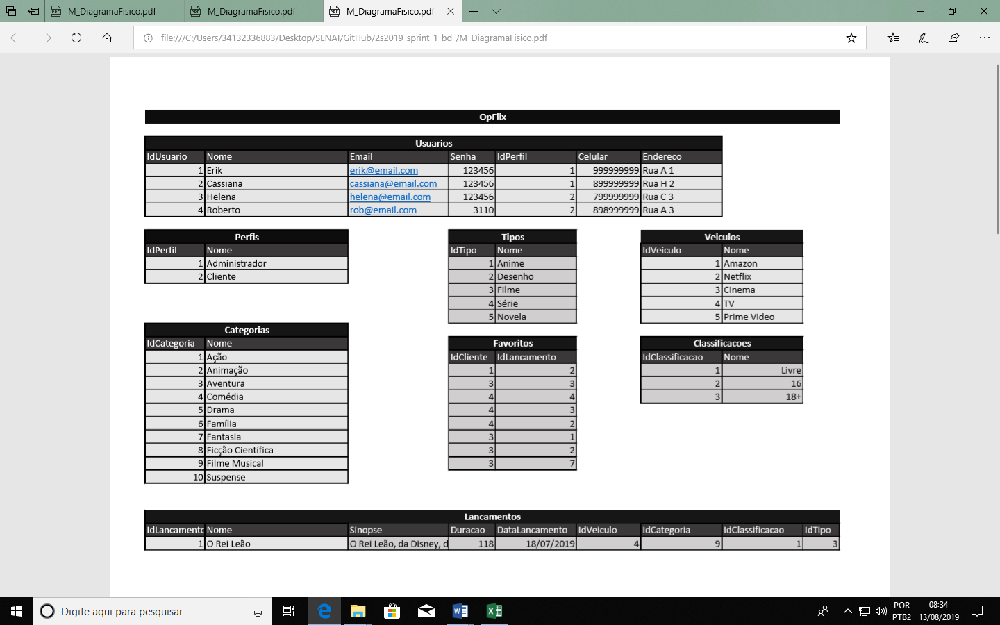 M_DiagramaFisico.pdf M_DiagramaFisico.pdf M_DiagramaFisico.pdf
file:///C:/Users/34132336883/Desktop/SENAI/GitHub/2s2019-sprint-1-bd-/M_DiagramaFisico.pdf
OpFlix
Usuarios
IdUsuario Nome Email Senha IdPerfil Celular Endereco
1 Erik erik@email.com 123456 1 999999999 Rua A 1
2 Cassiana cassiana@email.com 123456 1 899999999 Rua H 2
3 Helena helena@email.com 123456 2 799999999 Rua C 3
4 Roberto rob@email.com 3110 2 898999999 Rua A 3
Perfis
IdPerfil Nome
1 Administrador
2 Cliente
Tipos
IdTipo Nome
1 Anime
2 Desenho
3 Filme
4 Série
5 Novela
Veiculos
IdVeiculo Nome
1 Amazon
2 Netflix
3 Cinema
4 TV
5 Prime Video
Categorias
IdCategoria Nome
1 Ação
2 Animação
3 Aventura
4 Comédia
5 Drama
6 Família
7 Fantasia
8 Ficção Científica
9 Filme Musical
10 Suspense
Favoritos
IdCliente IdLancamento
1 2
3 3
4 4
4 3
4 2
3 1
3 2
3 7
Classificacoes
IdClassificacao Nome
1 Livre
2 16
3 18+
Lancamentos
IdLancamento Nome Sinopse Duracao DataLancamento IdVeiculo IdCategoria IdClassificacao IdTipo
1 O Rei Leão O Rei Leão, da Disney, d 118 18/07/2019 4 9 1 3
Digite aqui para pesquisar
POR
PTB2
08:34
13/08/2019